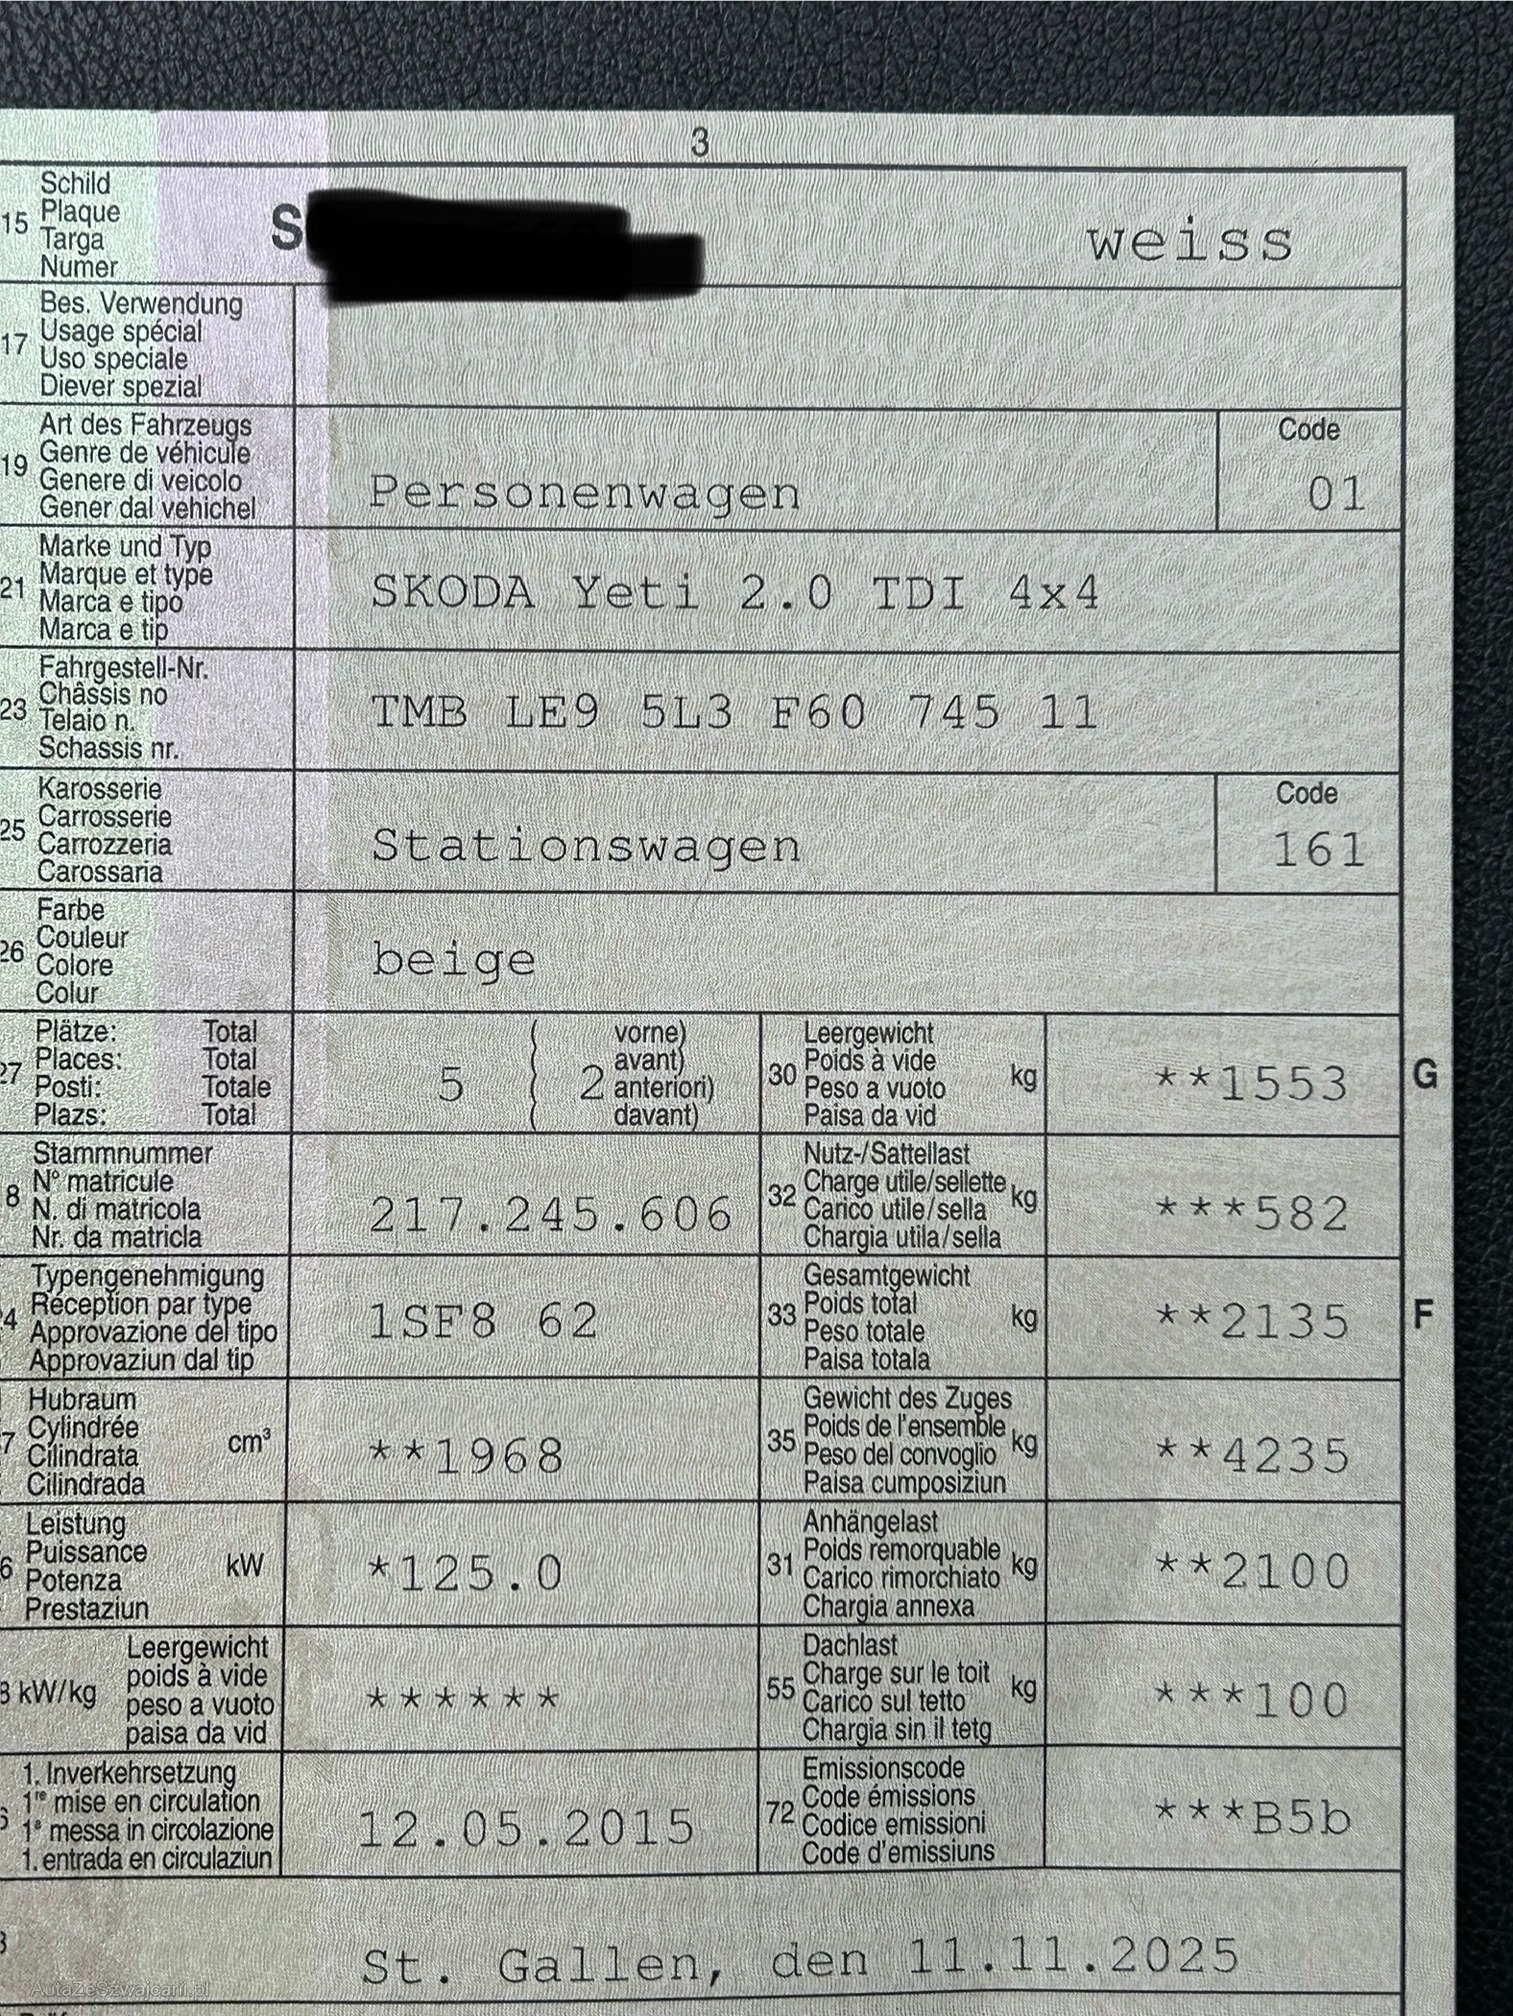 3
15 Schild
Plaque
Targa
Numer
S
weiss
17 Bes. Verwendung
Usage spécial
Uso speciale
Diever spezial
19 Art des Fahrzeugs
Genre de véhicule
Genere di veicolo
Gener dal vehichel
Personenwagen
Code
01
21 Marke und Typ
Marque et type
Marca e tipo
Marca e tip
SKODA Yeti 2.0 TDI 4x4
23 Fahrgestell-Nr.
Châssis no
Telaio n.
Schassis nr.
TMB LE9 5L3 F60 745 11
25 Karosserie
Carrosserie
Carrozzeria
Carossaria
Stationswagen
Code
161
26 Farbe
Couleur
Colore
Colur
beige
27 Plätze: Total
Places: Total
Posti: Totale
Plazs: Total
5 ( 2 vorne)
avant)
anteriori)
davant)
30 Leergewicht
Poids à vide
Peso a vuoto
Paisa da vid
kg
**1553
G
8 Stammnummer
N° matricule
N. di matricola
Nr. da matricla
217.245.606
32 Nutz-/Sattellast
Charge utile/sellette
Carico utile/sella
Chargia utila/sella
kg
***582
4 Typengenehmigung
Réception par type
Approvazione del tipo
Approvaziun dal tip
1SF8 62
33 Gesamtgewicht
Poids total
Peso totale
Paisa totala
kg
**2135
F
7 Hubraum
Cylindrée
Cilindrata
Cilindrada
cm³
**1968
35 Gewicht des Zuges
Poids de l'ensemble
Peso del convoglio
Paisa cumposiziun
kg
**4235
6 Leistung
Puissance
Potenza
Prestaziun
kW
*125.0
31 Anhängelast
Poids remorquable
Carico rimorchiato
Chargia annexa
kg
**2100
kW/kg
Leergewicht
poids à vide
peso a vuoto
paisa da vid
******
55 Dachlast
Charge sur le toit
Carico sul tetto
Chargia sin il tetg
kg
***100
1. Inverkehrsetzung
1re mise en circulation
1a messa in circolazione
1. entrada en circulaziun
12.05.2015
72 Emissionscode
Code émissions
Codice emissioni
Code d'emissiuns
***B5b
St. Gallen, den 11.11.2025
AutaZeSzwajcarii.pl